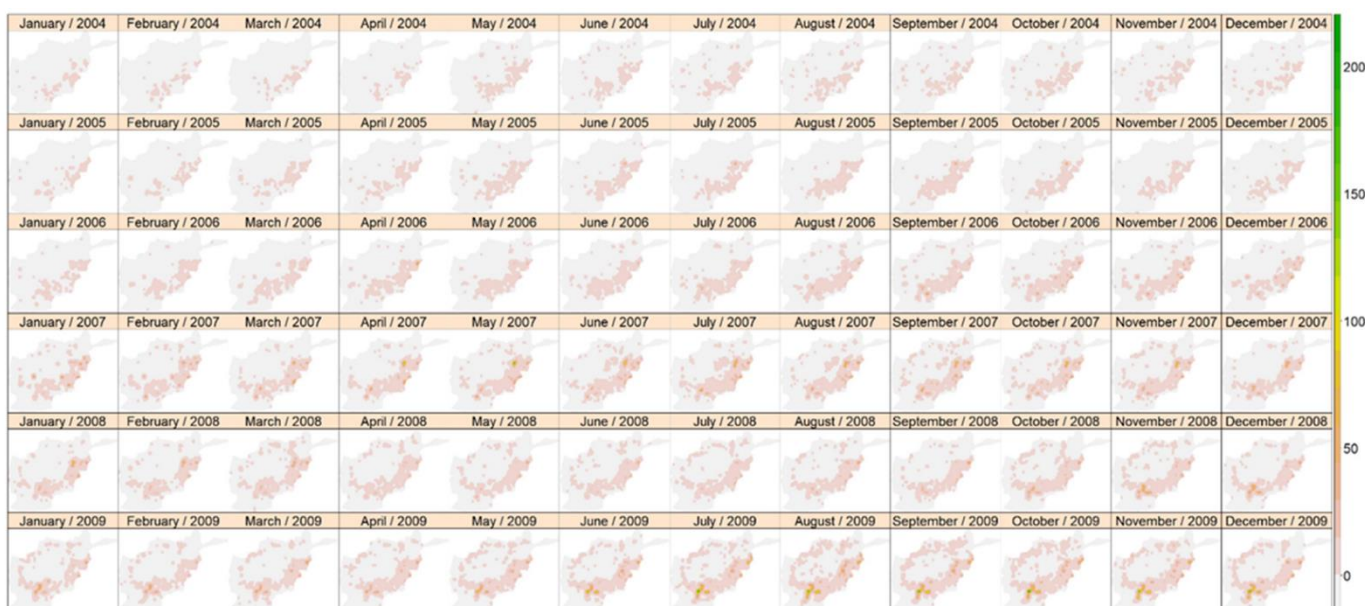 January / 2004 February / 2004 March / 2004 April / 2004 May / 2004 June / 2004 July / 2004 August / 2004 September / 2004 October / 2004 November / 2004 December / 2004
200
January / 2005 February / 2005 March / 2005 April / 2005 May / 2005 June / 2005 July / 2005 August / 2005 September / 2005 October / 2005 November / 2005 December / 2005
150
January / 2006 February / 2006 March / 2006 April / 2006 May / 2006 June / 2006 July / 2006 August / 2006 September / 2006 October / 2006 November / 2006 December / 2006
January / 2007 February / 2007 March / 2007 April / 2007 May / 2007 June / 2007 July / 2007 August / 2007 September / 2007 October / 2007 November / 2007 December / 2007
100
January / 2008 February / 2008 March / 2008 April / 2008 May / 2008 June / 2008 July / 2008 August / 2008 September / 2008 October / 2008 November / 2008 December / 2008
50
January / 2009 February / 2009 March / 2009 April / 2009 May / 2009 June / 2009 July / 2009 August / 2009 September / 2009 October / 2009 November / 2009 December / 2009
0